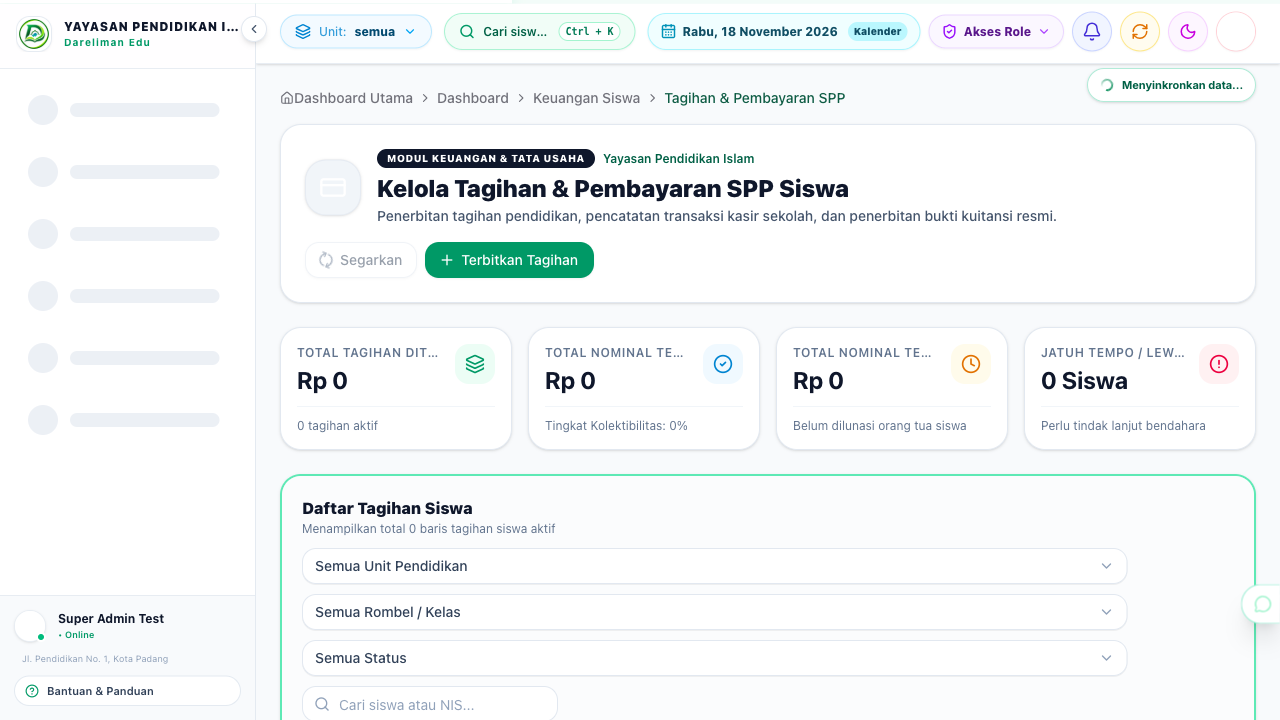 YAYASAN PENDIDIKAN I...
Dareliman Edu
Unit: semua
Cari sisw...
Ctrl + K
Rabu, 18 November 2026
Kalender
Akses Role
Menyinkronkan data...
Dashboard Utama > Dashboard > Keuangan Siswa > Tagihan & Pembayaran SPP
MODUL KEUANGAN & TATA USAHA
Yayasan Pendidikan Islam
Kelola Tagihan & Pembayaran SPP Siswa
Penerbitan tagihan pendidikan, pencatatan transaksi kasir sekolah, dan penerbitan bukti kuitansi resmi.
Segarkan
+ Terbitkan Tagihan
TOTAL TAGIHAN DIT...
Rp 0
0 tagihan aktif
TOTAL NOMINAL TE...
Rp 0
Tingkat Kolektibilitas: 0%
TOTAL NOMINAL TE...
Rp 0
Belum dilunasi orang tua siswa
JATUH TEMPO / LEW...
0 Siswa
Perlu tindak lanjut bendahara
Daftar Tagihan Siswa
Menampilkan total 0 baris tagihan siswa aktif
Semua Unit Pendidikan
Semua Rombel / Kelas
Semua Status
Cari siswa atau NIS...
Super Admin Test
• Online
Jl. Pendidikan No. 1, Kota Padang
Bantuan & Panduan